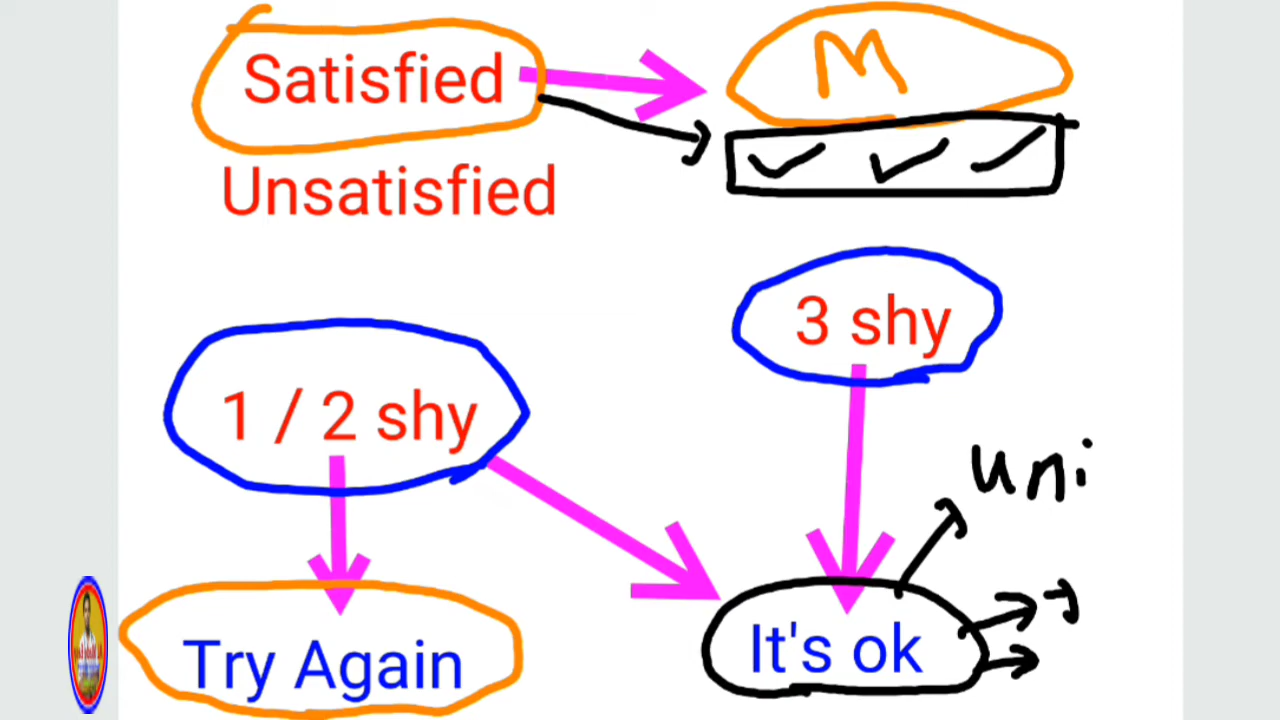 Satisfied
M
Unsatisfied
3 shy
1 / 2 shy
uni
Try Again
It's ok